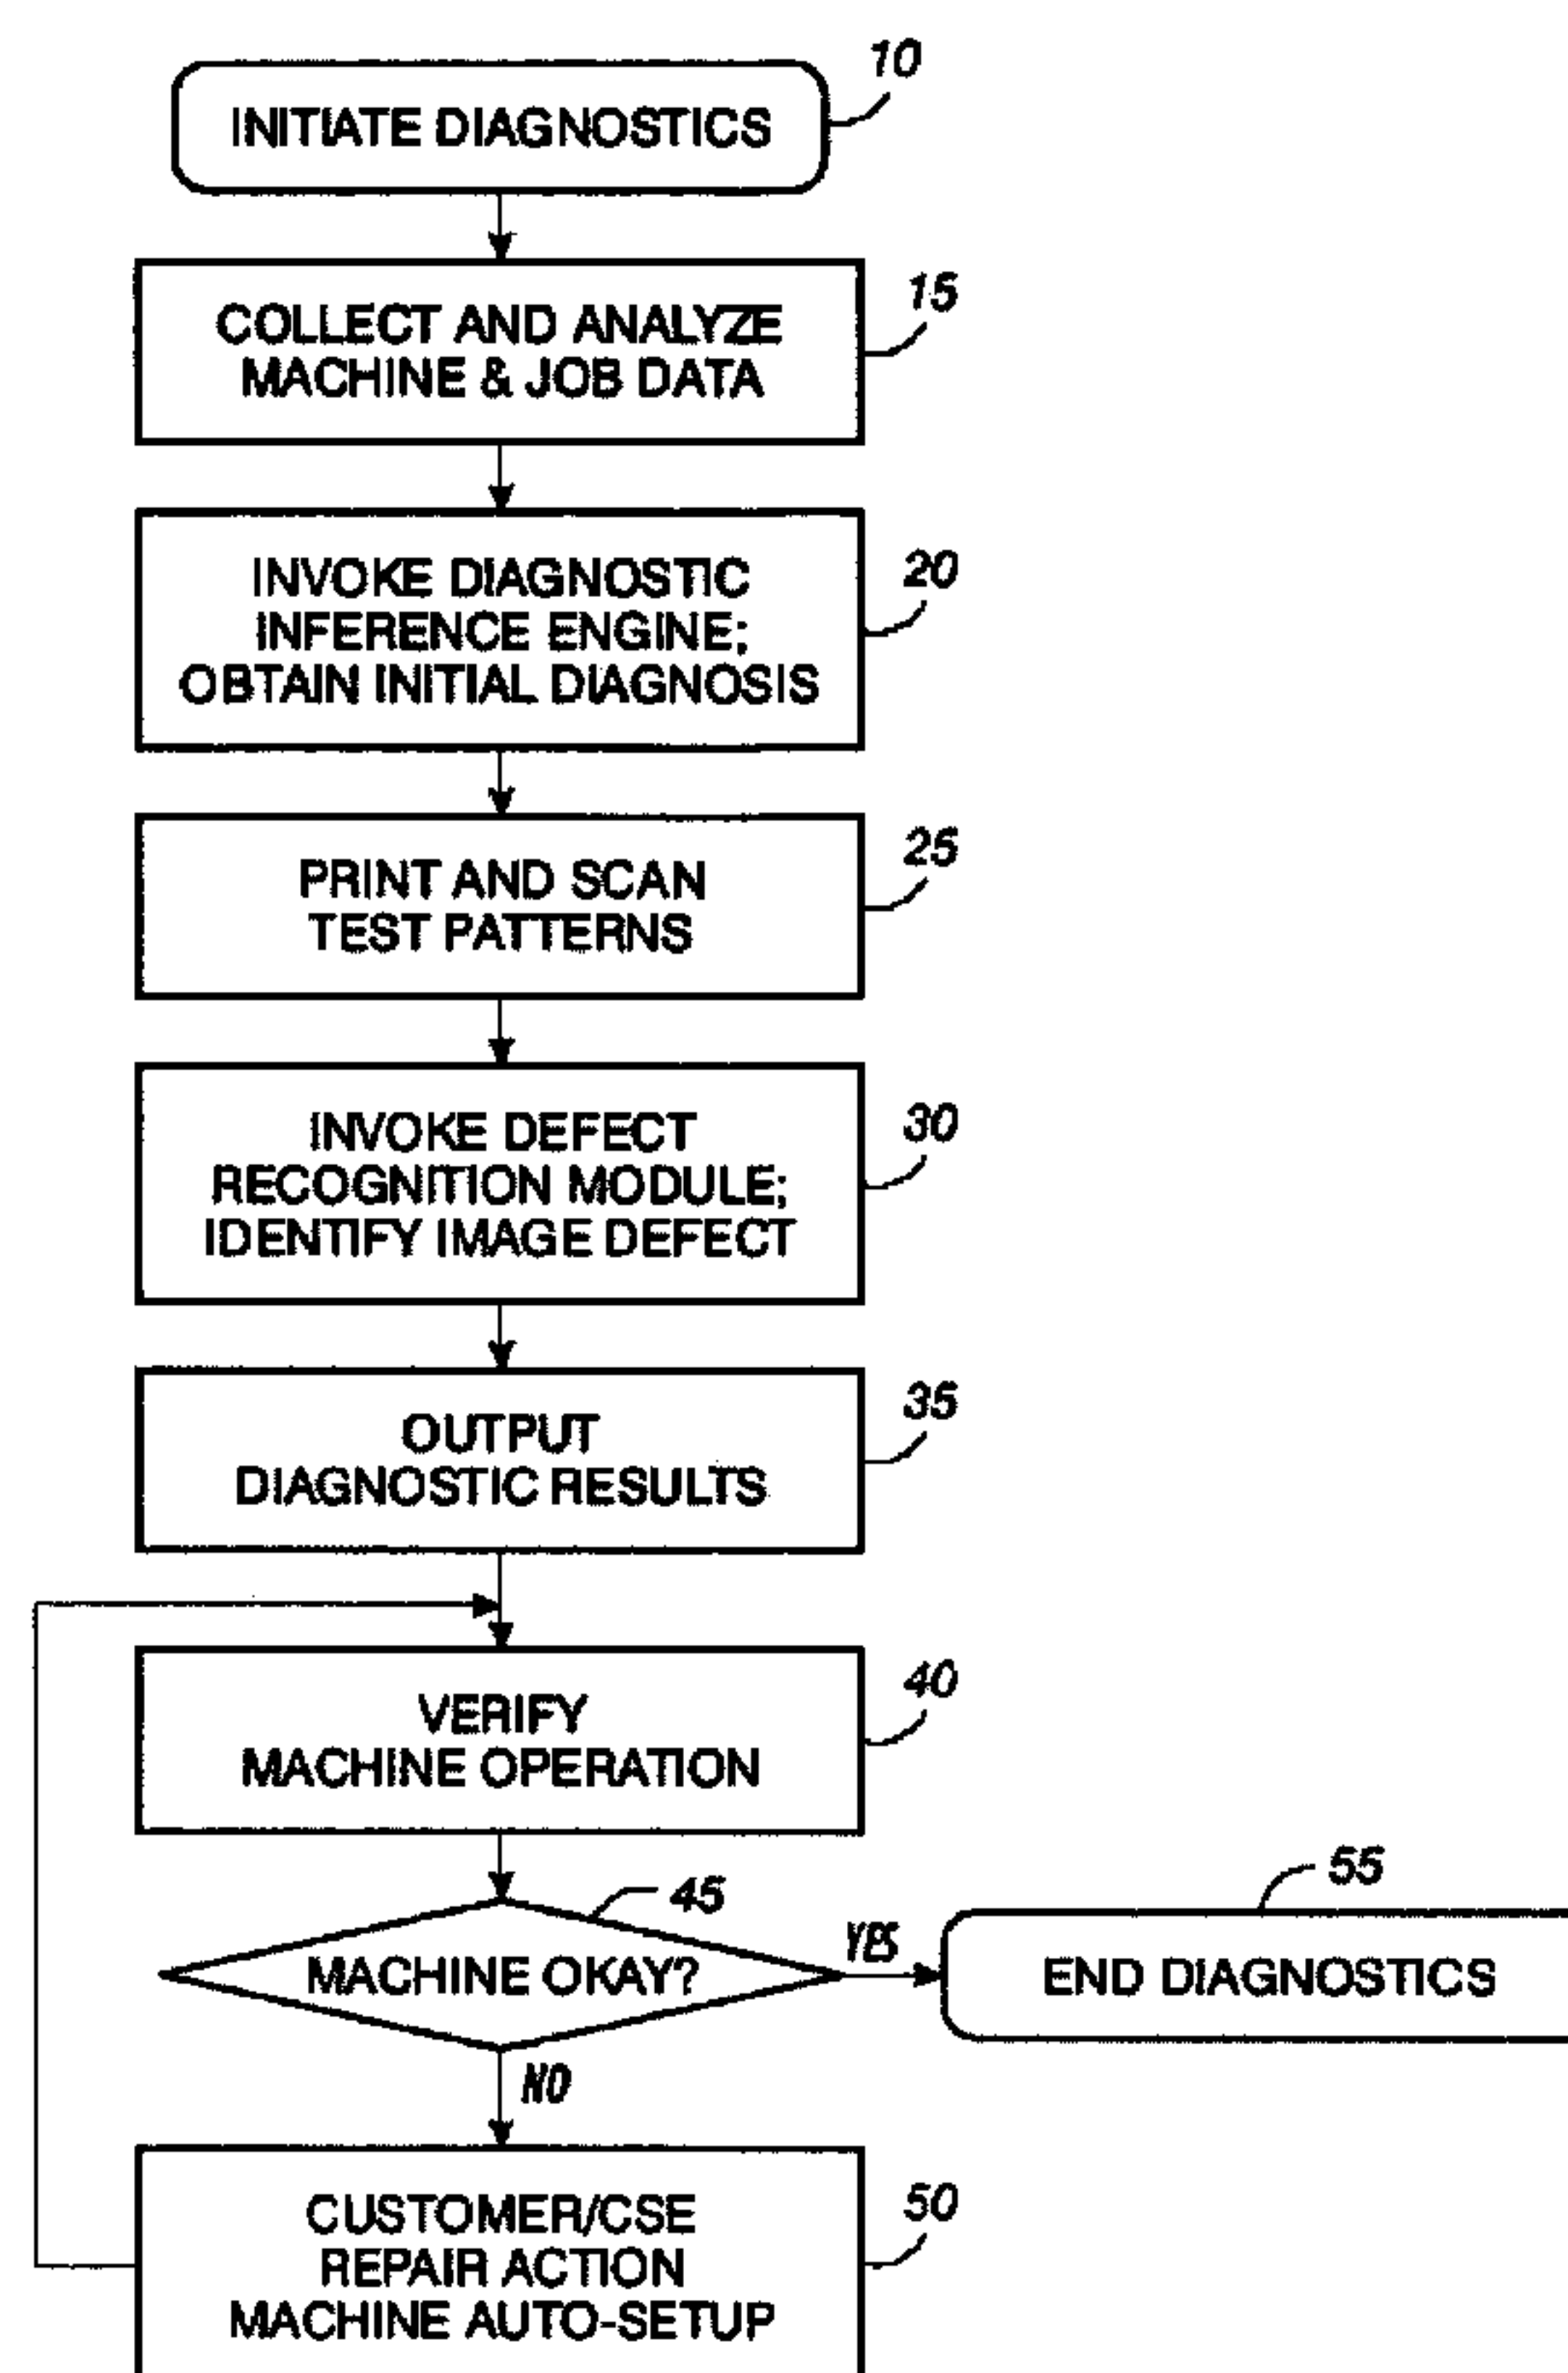 10
INITIATE DIAGNOSTICS
15
COLLECT AND ANALYZE
MACHINE & JOB DATA
20
INVOKE DIAGNOSTIC
INFERENCE ENGINE;
OBTAIN INITIAL DIAGNOSIS
25
PRINT AND SCAN
TEST PATTERNS
30
INVOKE DEFECT
RECOGNITION MODULE;
IDENTIFY IMAGE DEFECT
35
OUTPUT
DIAGNOSTIC RESULTS
40
VERIFY
MACHINE OPERATION
45
MACHINE OKAY?
YES
55
END DIAGNOSTICS
NO
50
CUSTOMER/CSE
REPAIR ACTION
MACHINE AUTO-SETUP